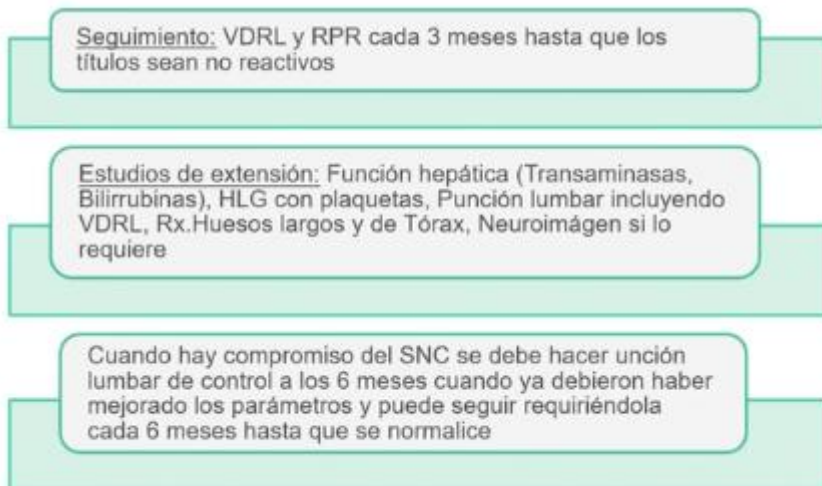 Seguimiento: VDRL y RPR cada 3 meses hasta que los
títulos sean no reactivos
Estudios de extensión: Función hepática (Transaminasas,
Bilirrubinas), HLG con plaquetas, Punción lumbar incluyendo
VDRL, Rx.Huesos largos y de Tórax, Neuroimágen si lo
requiere
Cuando hay compromiso del SNC se debe hacer unción
lumbar de control a los 6 meses cuando ya debieron haber
mejorado los parámetros y puede seguir requiriéndola
cada 6 meses hasta que se normalice